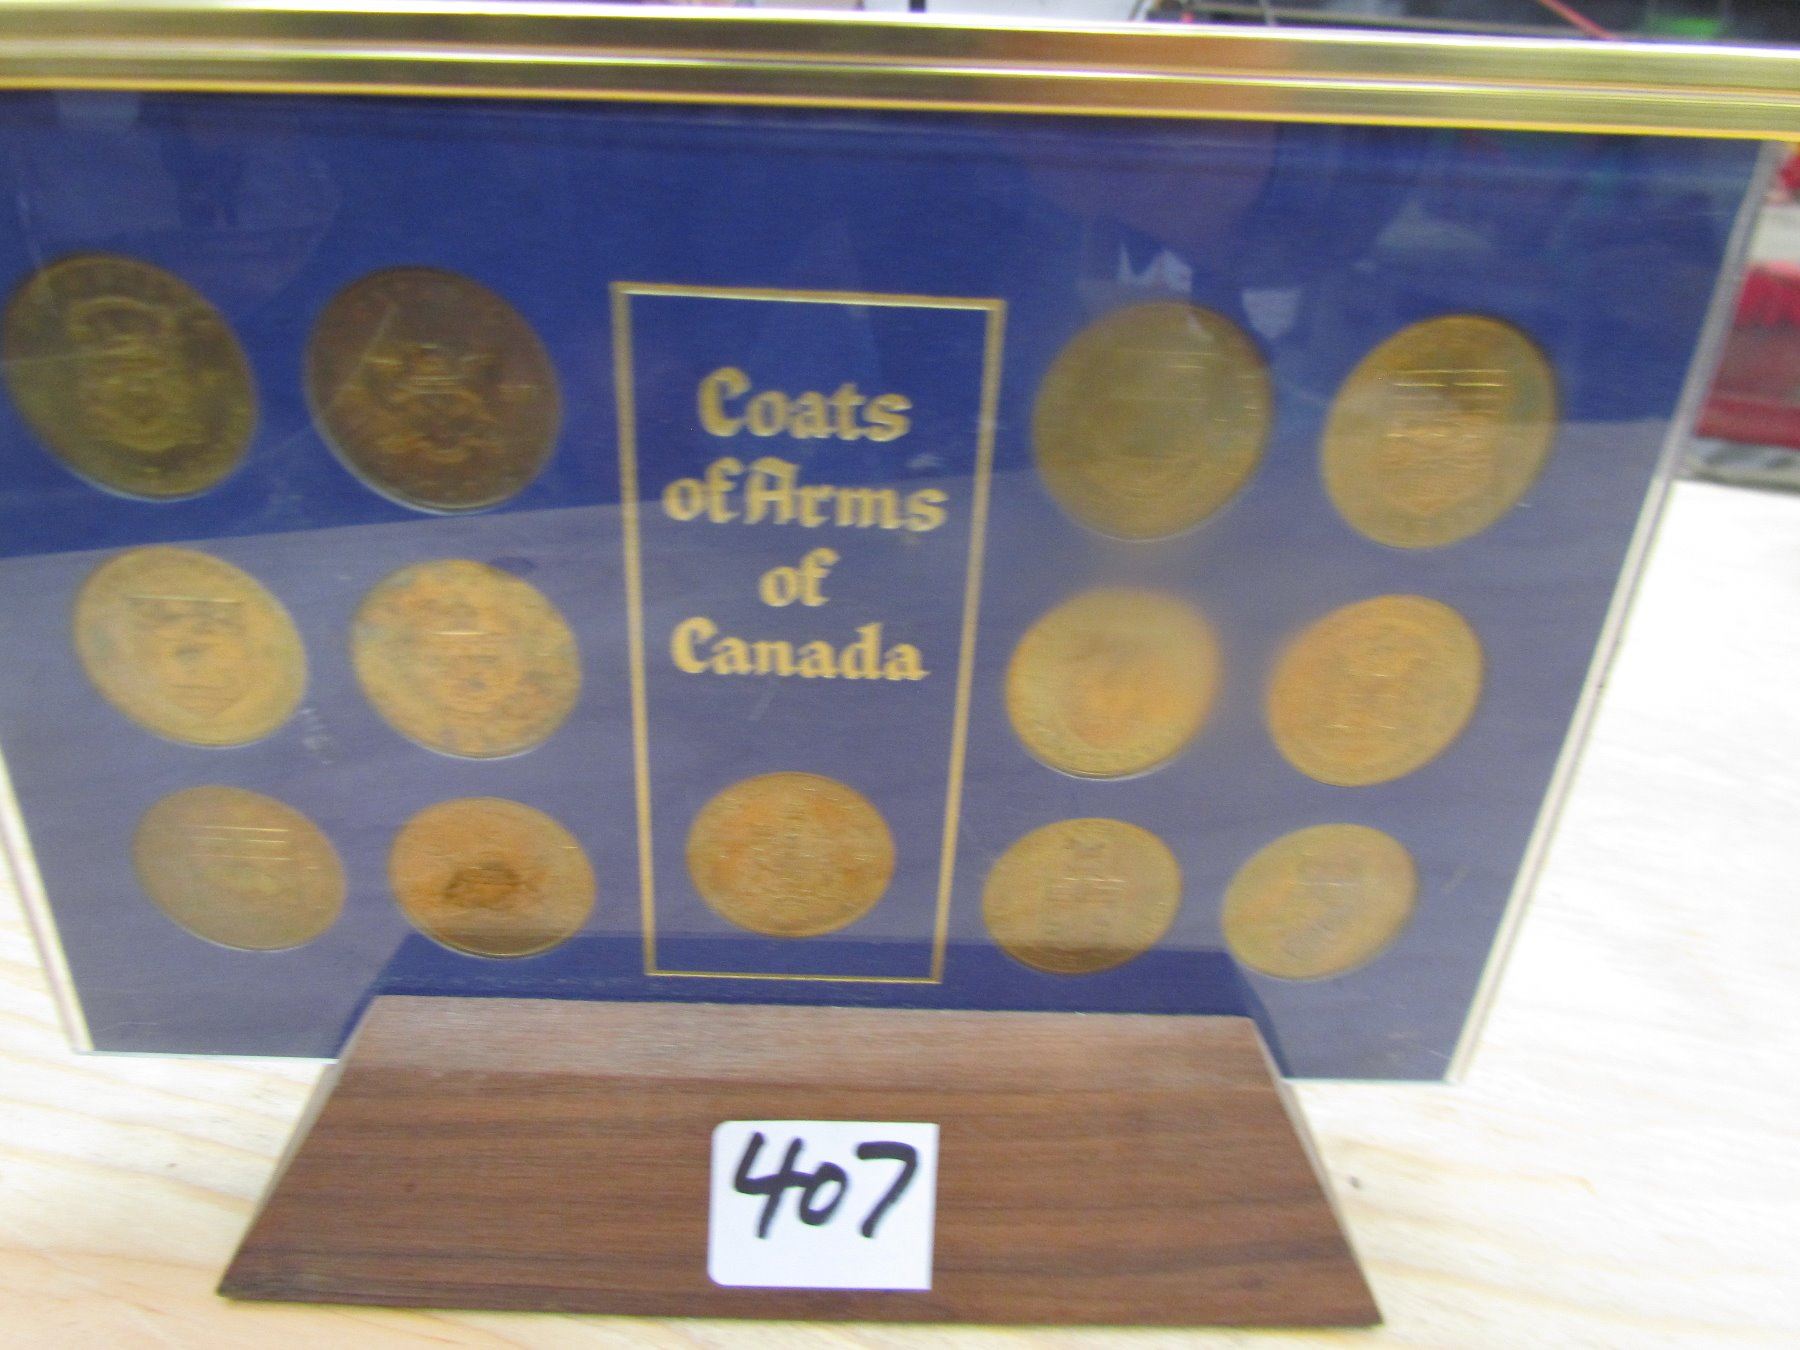 Coats
of Arms
of
Canada
407